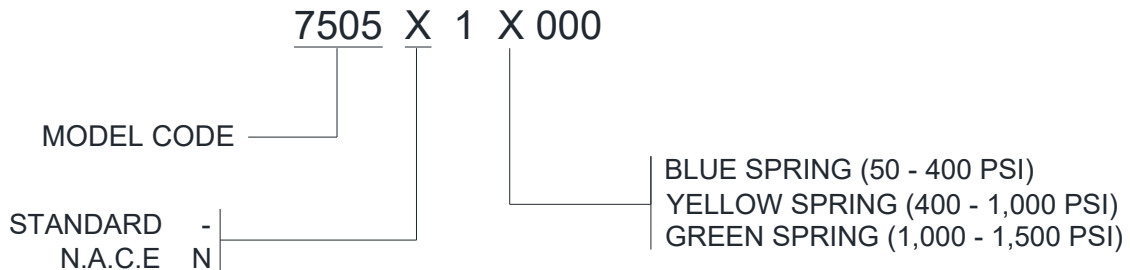 7505 X 1 X 000
MODEL CODE
STANDARD -
N.A.C.E N
BLUE SPRING (50 - 400 PSI)
YELLOW SPRING (400 - 1,000 PSI)
GREEN SPRING (1,000 - 1,500 PSI)